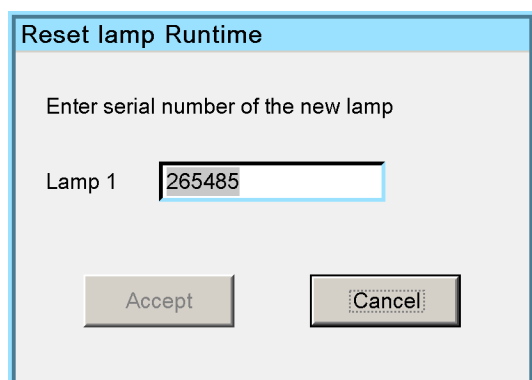 Reset lamp Runtime
Enter serial number of the new lamp
Lamp 1 265485
Accept Cancel